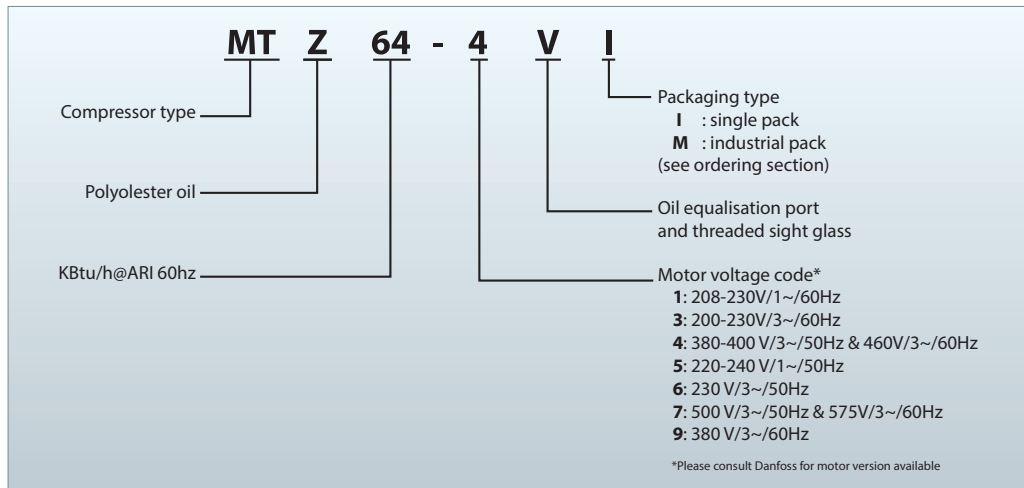 MT Z 64 - 4 V I
Compressor type
Polyolester oil
KBtu/h@ARI 60hz
Packaging type
I : single pack
M : industrial pack
(see ordering section)
Oil equalisation port
and threaded sight glass
Motor voltage code*
1: 208-230V/1~/60Hz
3: 200-230V/3~/60Hz
4: 380-400 V/3~/50Hz & 460V/3~/60Hz
5: 220-240 V/1~/50Hz
6: 230 V/3~/50Hz
7: 500 V/3~/50Hz & 575V/3~/60Hz
9: 380 V/3~/60Hz
*Please consult Danfoss for motor version available